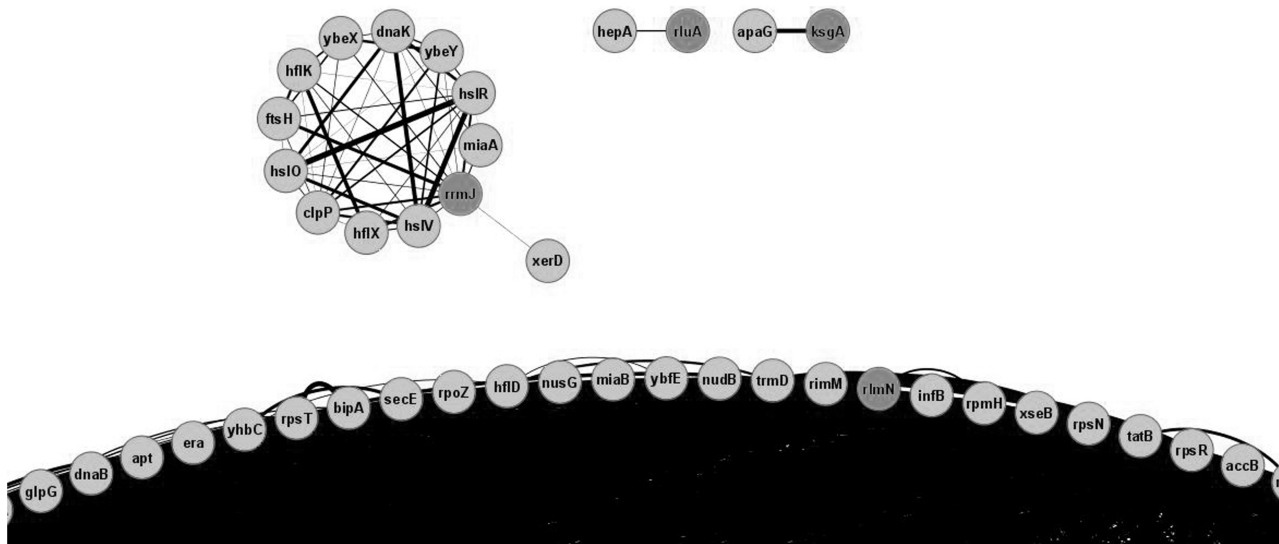 dnaK
ybeX
ybeY
hflK
hslR
ftsH
miaA
hslO
rrmJ
clpP
hflX
hslV
xerD
hepA
rluA
apaG
ksgA
glpG
dnaB
apt
era
yhbC
rpsT
bipA
secE
rpoZ
hflD
nusG
miaB
ybfE
nudB
trmD
rimM
rlmN
infB
rpmH
xseB
rpsN
tatB
rpsR
accB